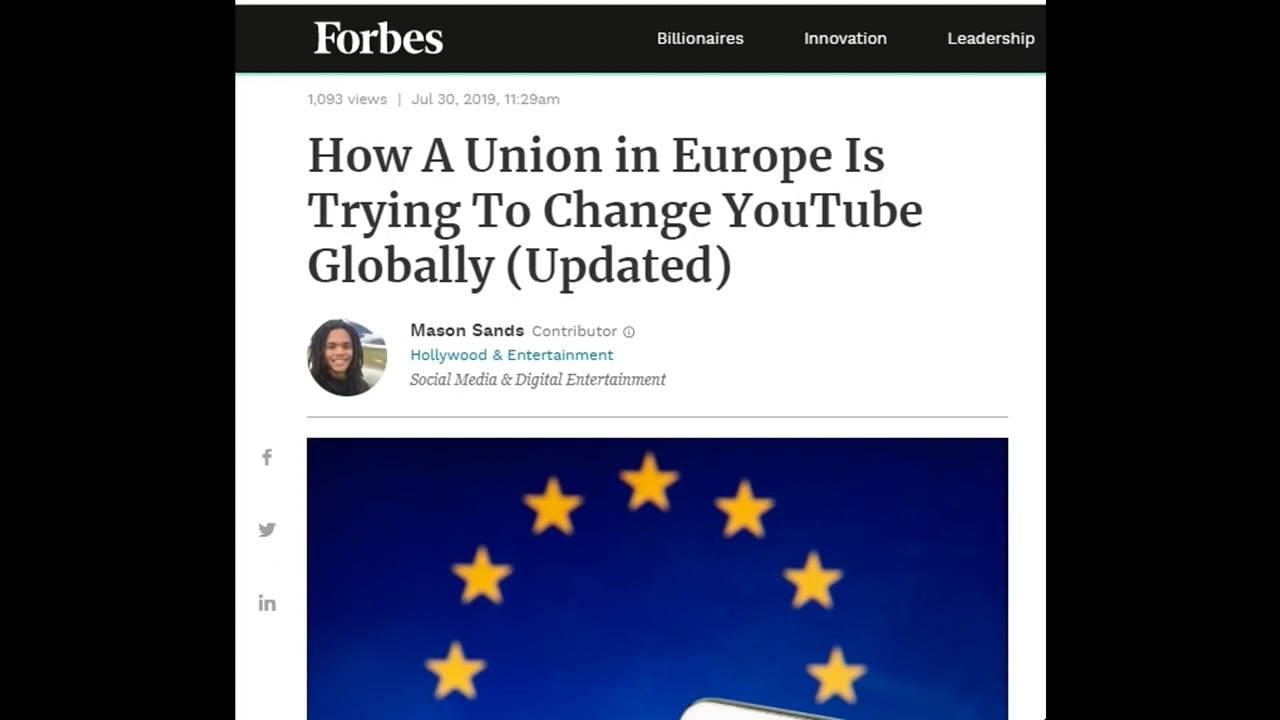 Forbes
Billionaires Innovation Leadership
1,093 views | Jul 30, 2019, 11:29am
How A Union in Europe Is
Trying To Change YouTube
Globally (Updated)
Mason Sands Contributor
Hollywood & Entertainment
Social Media & Digital Entertainment